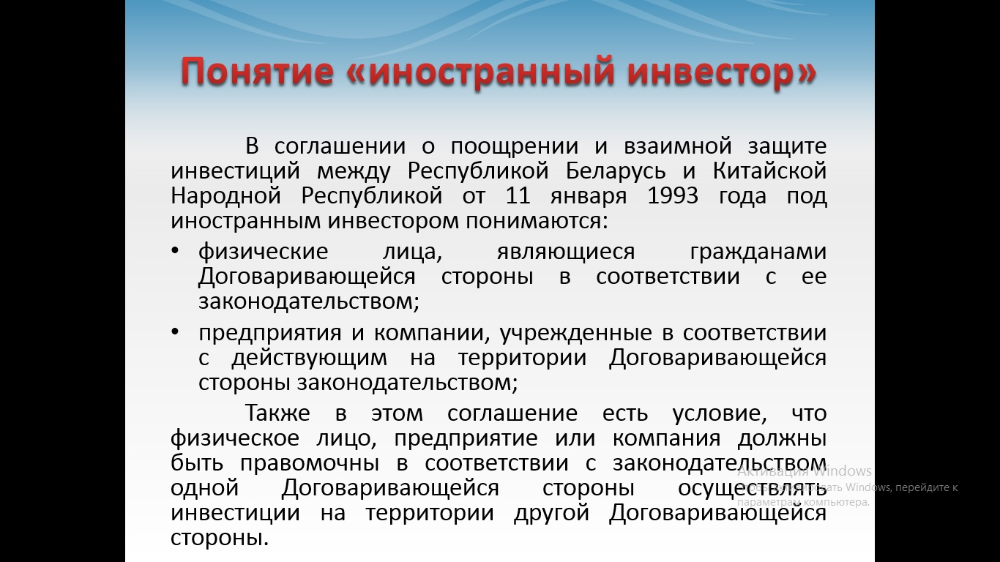 Понятие «иностранный инвестор»
В соглашении о поощрении и взаимной защите
инвестиций между Республикой Беларусь и Китайской
Народной Республикой от 11 января 1993 года под
иностранным инвестором понимаются:
• физические лица, являющиеся гражданами
Договаривающейся стороны в соответствии с ее
законодательством;
• предприятия и компании, учрежденные в соответствии
с действующим на территории Договаривающейся
стороны законодательством;
Также в этом соглашение есть условие, что
физическое лицо, предприятие или компания должны
быть правомочны в соответствии с законодательством
одной Договаривающейся стороны осуществлять
инвестиции на территории другой Договаривающейся
стороны.
Активация Windows
Чтобы активировать Windows, перейдите к
параметрам компьютера.